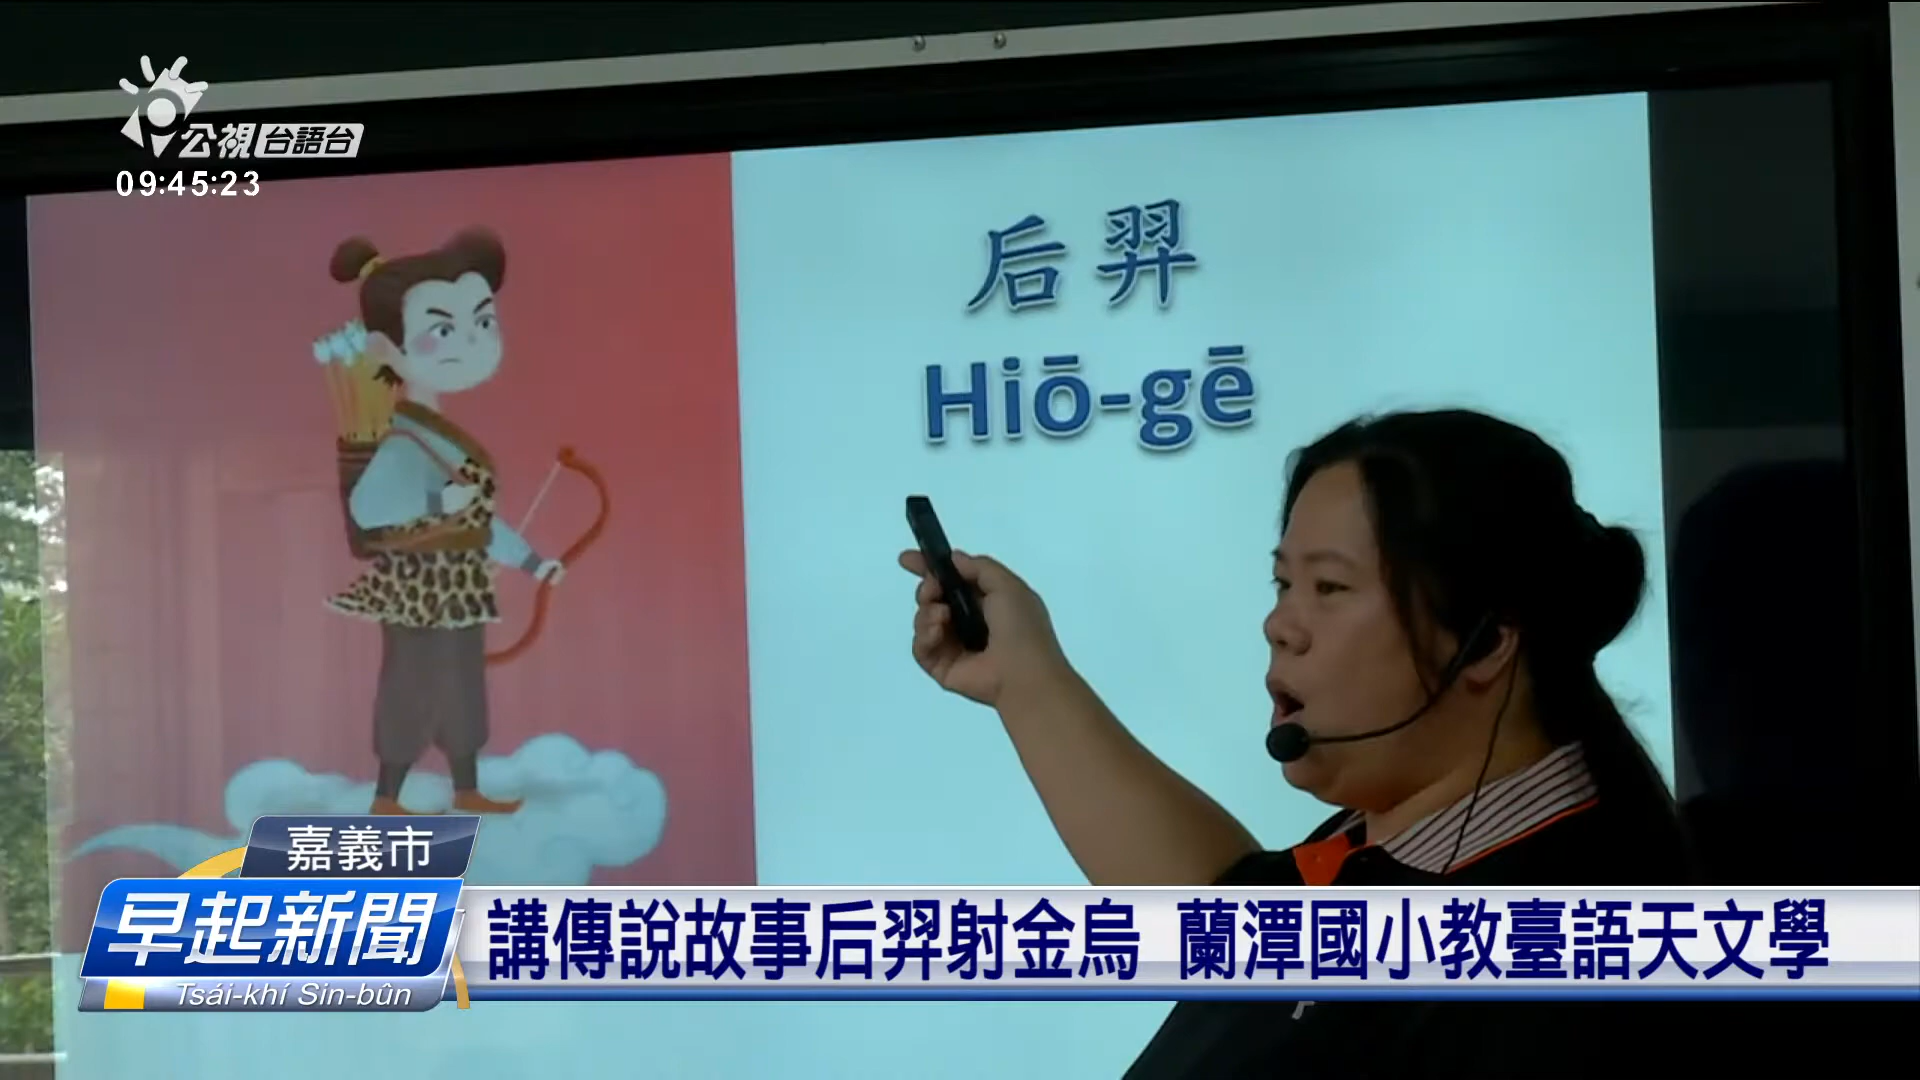 公視台語台
09:45:23
后羿
Hiō-gē
嘉義市
早起新聞
Tsái-khí Sin-bûn
講傳說故事后羿射金烏 蘭潭國小教臺語天文學